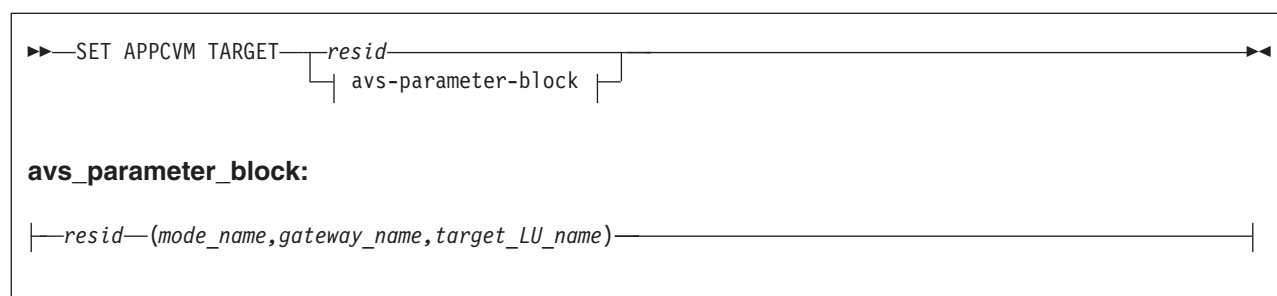 SET APPCVM TARGET resid
avs-parameter-block
avs_parameter_block:
resid (mode_name,gateway_name,target_LU_name)